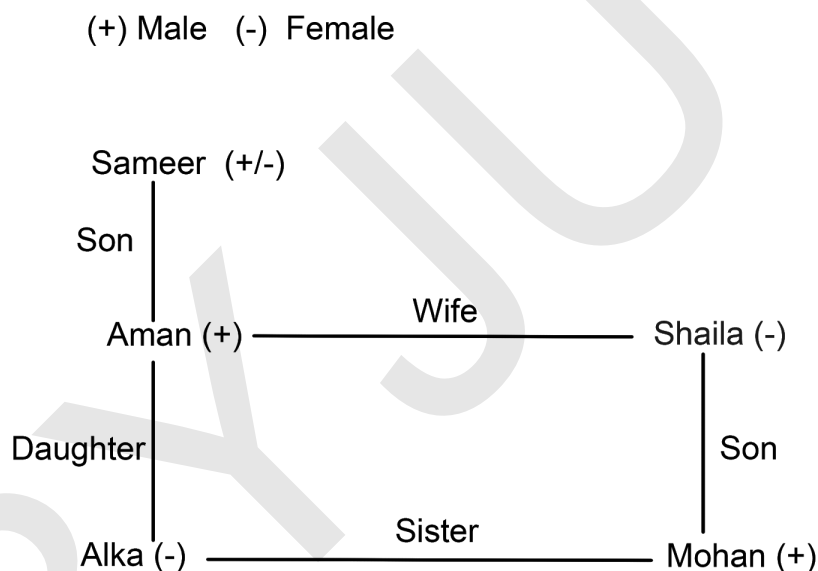 (+) Male (-) Female
Sameer (+/-)
Son
Wife
Aman (+)
Shaila (-)
Daughter
Son
Sister
Alka (-)
Mohan (+)